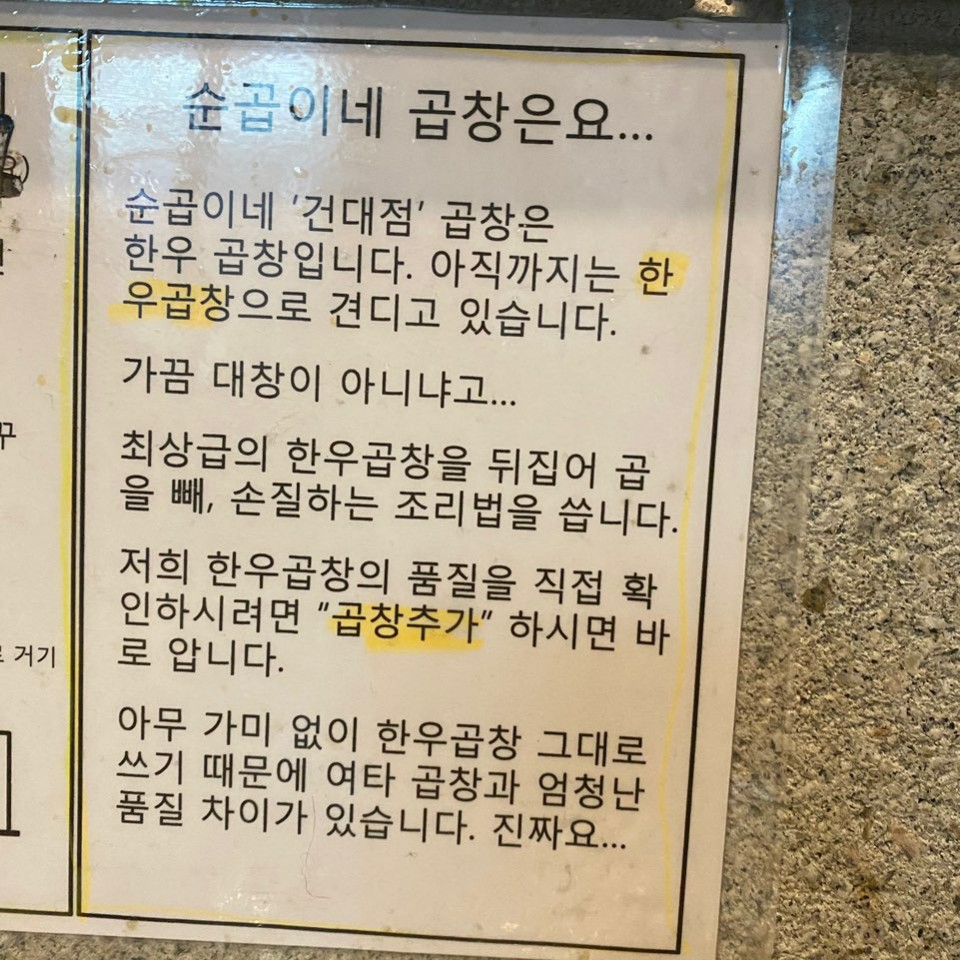 순곱이네 곱창은요...
순곱이네 '건대점' 곱창은
한우 곱창입니다. 아직까지는 한
우곱창으로 견디고 있습니다.
가끔 대창이 아니냐고...
최상급의 한우곱창을 뒤집어 곱
을 빼, 손질하는 조리법을 씁니다.
저희 한우곱창의 품질을 직접 확
인하시려면 "곱창추가" 하시면 바
로 압니다.
아무 가미 없이 한우곱창 그대로
쓰기 때문에 여타 곱창과 엄청난
품질 차이가 있습니다. 진짜요...
꾸
거기